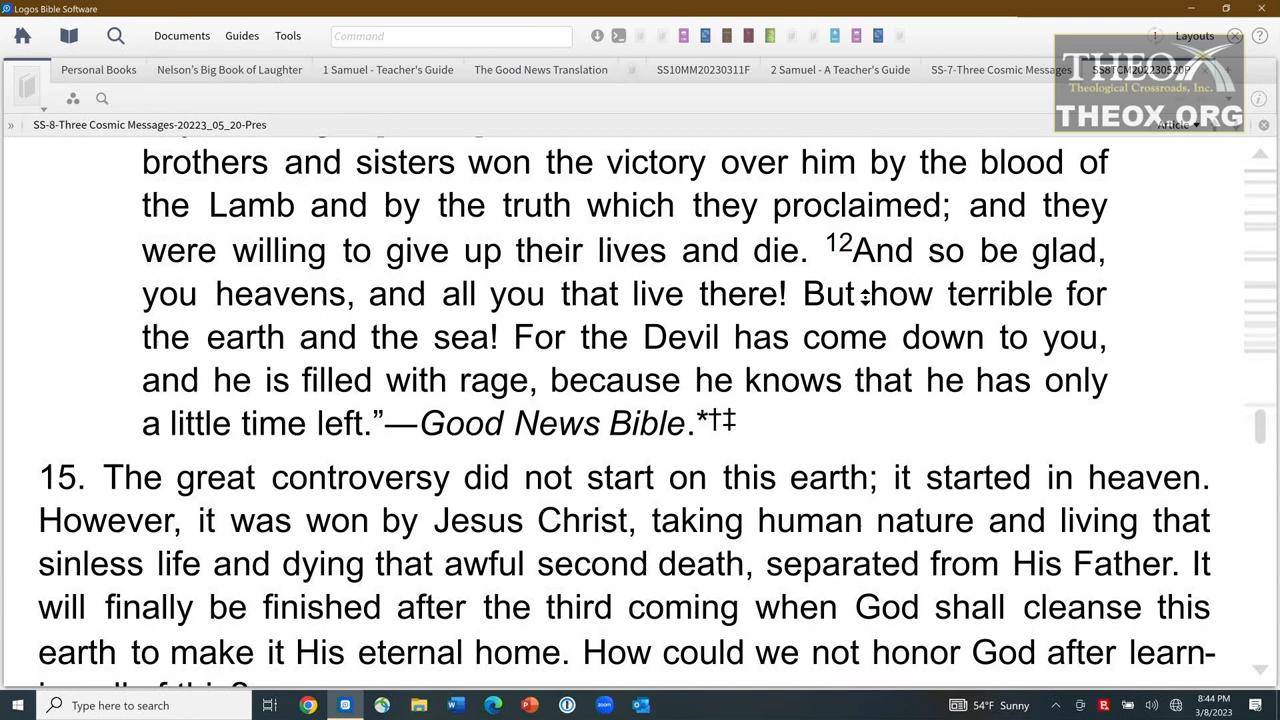 Logos Bible Software
Documents Guides Tools Command Layouts
Personal Books Nelson's Big Book of Laughter The Good News Translation SS10MM20230311F 2 Samuel - A Teacher's Guide SS-7-Three Cosmic Messages
THEOX
Theological Crossroads, Inc.
THEOX.ORG
SS-8-Three Cosmic Messages-20223_05_20-Pres Article
brothers and sisters won the victory over him by the blood of
the Lamb and by the truth which they proclaimed; and they
were willing to give up their lives and die. 12And so be glad,
you heavens, and all you that live there! But how terrible for
the earth and the sea! For the Devil has come down to you,
and he is filled with rage, because he knows that he has only
a little time left.”—Good News Bible.*†‡
15. The great controversy did not start on this earth; it started in heaven.
However, it was won by Jesus Christ, taking human nature and living that
sinless life and dying that awful second death, separated from His Father. It
will finally be finished after the third coming when God shall cleanse this
earth to make it His eternal home. How could we not honor God after learn-
Type here to search 54°F Sunny 8:44 PM
3/8/2023